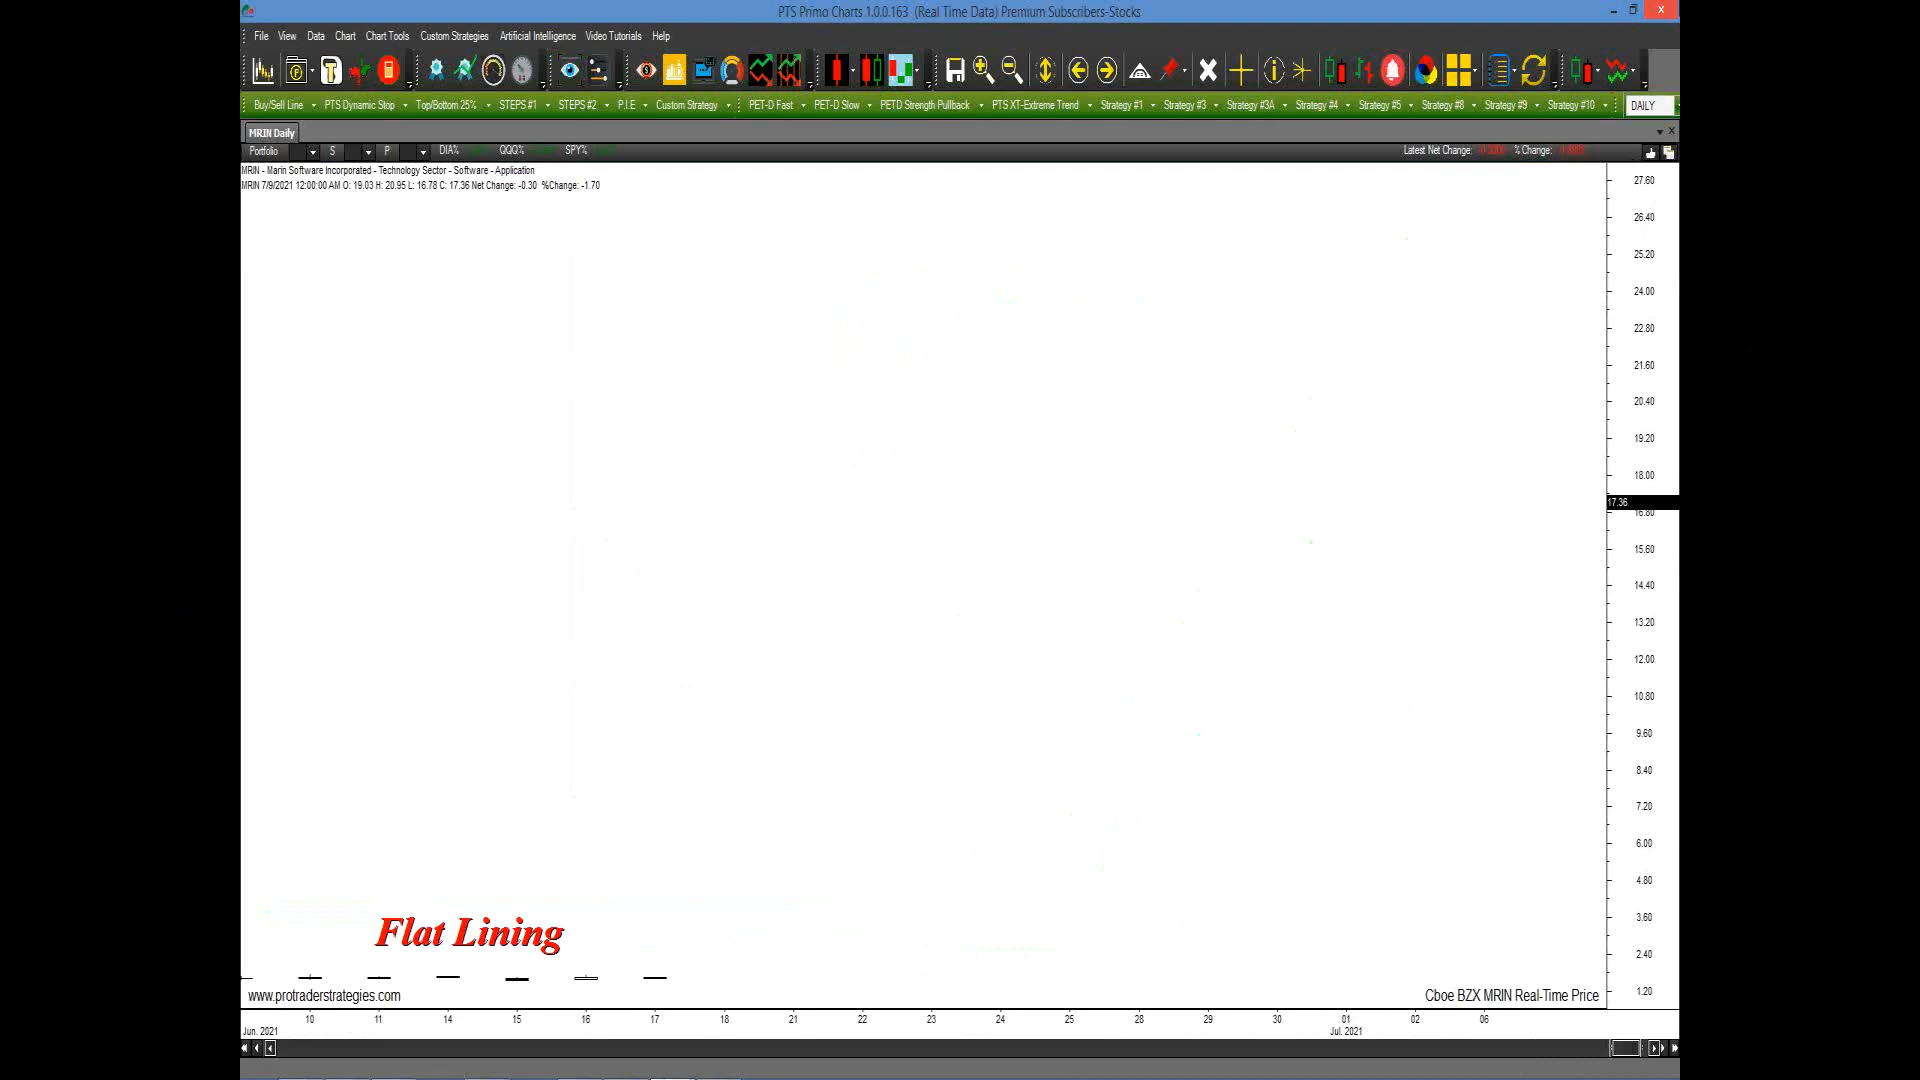 PTS Primo Charts 1.0.0.163 (Real Time Data) Premium Subscribers-Stocks
File View Data Chart Chart Tools Custom Strategies Artificial Intelligence Video Tutorials Help
Buy/Sell Line PTS Dynamic Stop Top/Bottom 25% STEPS #1 STEPS #2 P.I.E Custom Strategy PET-D Fast PET-D Slow PETD Strength Pullback PTS XT-Extreme Trend Strategy #1 Strategy #3 Strategy #3A Strategy #4 Strategy #5 Strategy #8 Strategy #9 Strategy #10 DAILY
MRIN Daily
Portfolio S P DIA% QQQ% SPY% Latest Net Change: % Change:
MRIN - Marin Software Incorporated - Technology Sector - Software - Application
MRIN 7/9/2021 12:00:00 AM O: 19.03 H: 20.95 L: 16.78 C: 17.36 Net Change: -0.30 %Change: -1.70
27.60
26.40
25.20
24.00
22.80
21.60
20.40
19.20
18.00
17.36
16.80
15.60
14.40
13.20
12.00
10.80
9.60
8.40
7.20
6.00
4.80
3.60
Flat Lining
2.40
1.20
www.protraderstrategies.com Cboe BZX MRIN Real-Time Price
10 11 14 15 16 17 18 21 22 23 24 25 28 29 30 01 02 06
Jun. 2021 Jul. 2021